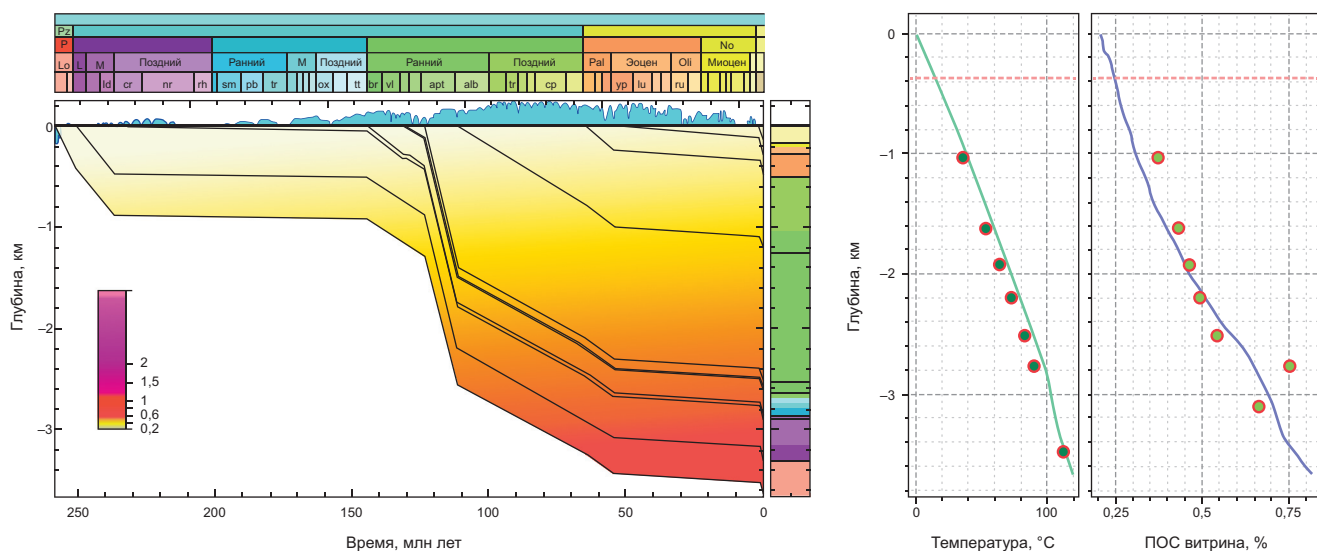 Pz
P No
L M Поздний Ранний M Поздний Ранний Поздний Pal Эоцен Oli Миоцен
Lo ld cr nr rh sm pb tr ox tt br vl apt alb tr cp yp lu ru
Глубина, км
0
–1
–2
–3
2
1,5
1
0,6
0,2
250 200 150 100 50 0
Время, млн лет
Глубина, км
0
–1
–2
–3
0 100
Температура, °C
0,25 0,5 0,75
ПОС витрина, %